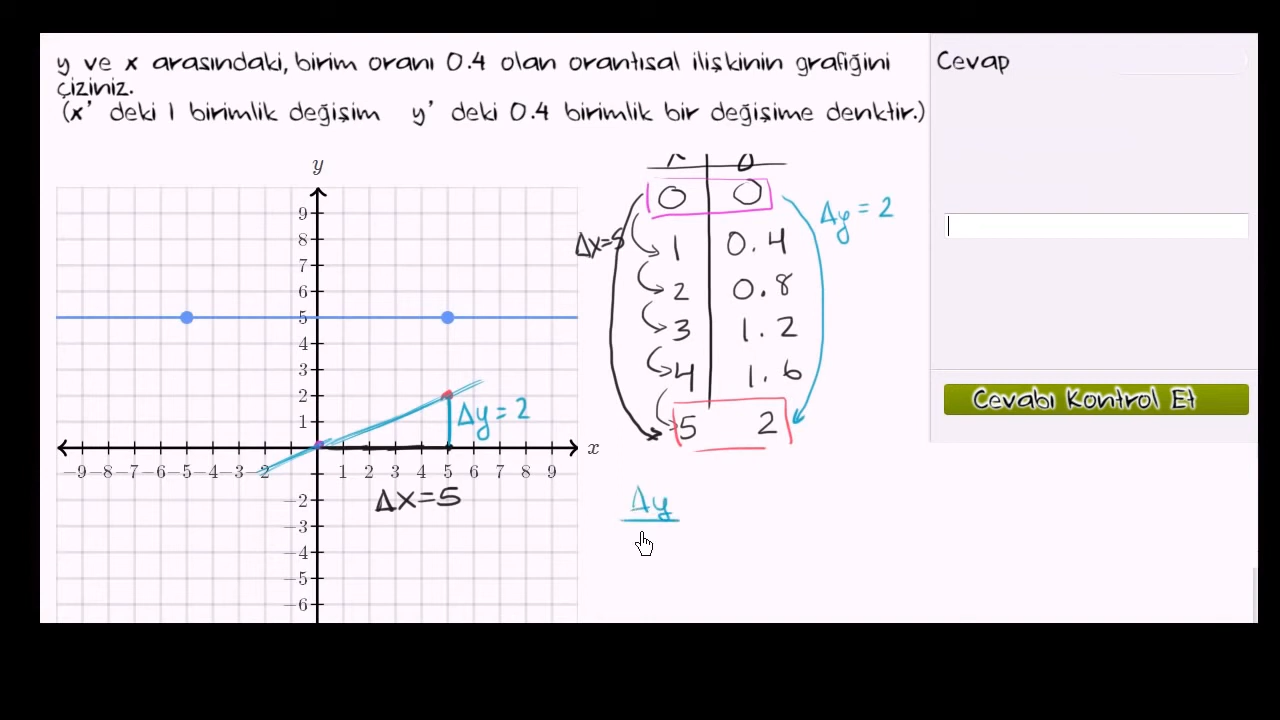 y ve x arasındaki, birim oranı 0.4 olan orantısal ilişkinin grafiğini
çiziniz.
(x' deki 1 birimlik değişim y' deki 0.4 birimlik bir değişime denktir.)
Cevap
Cevabı Kontrol Et
y
9
8
7
6
5
4
3
2
1
−9 −8 −7 −6 −5 −4 −3 −2 1 2 3 4 5 6 7 8 9 x
−2
−3
−4
−5
−6
Δy = 2
Δx=5
0 0
Δy = 2
Δx=5
1 0.4
2 0.8
3 1.2
4 1.6
5 2
Δy